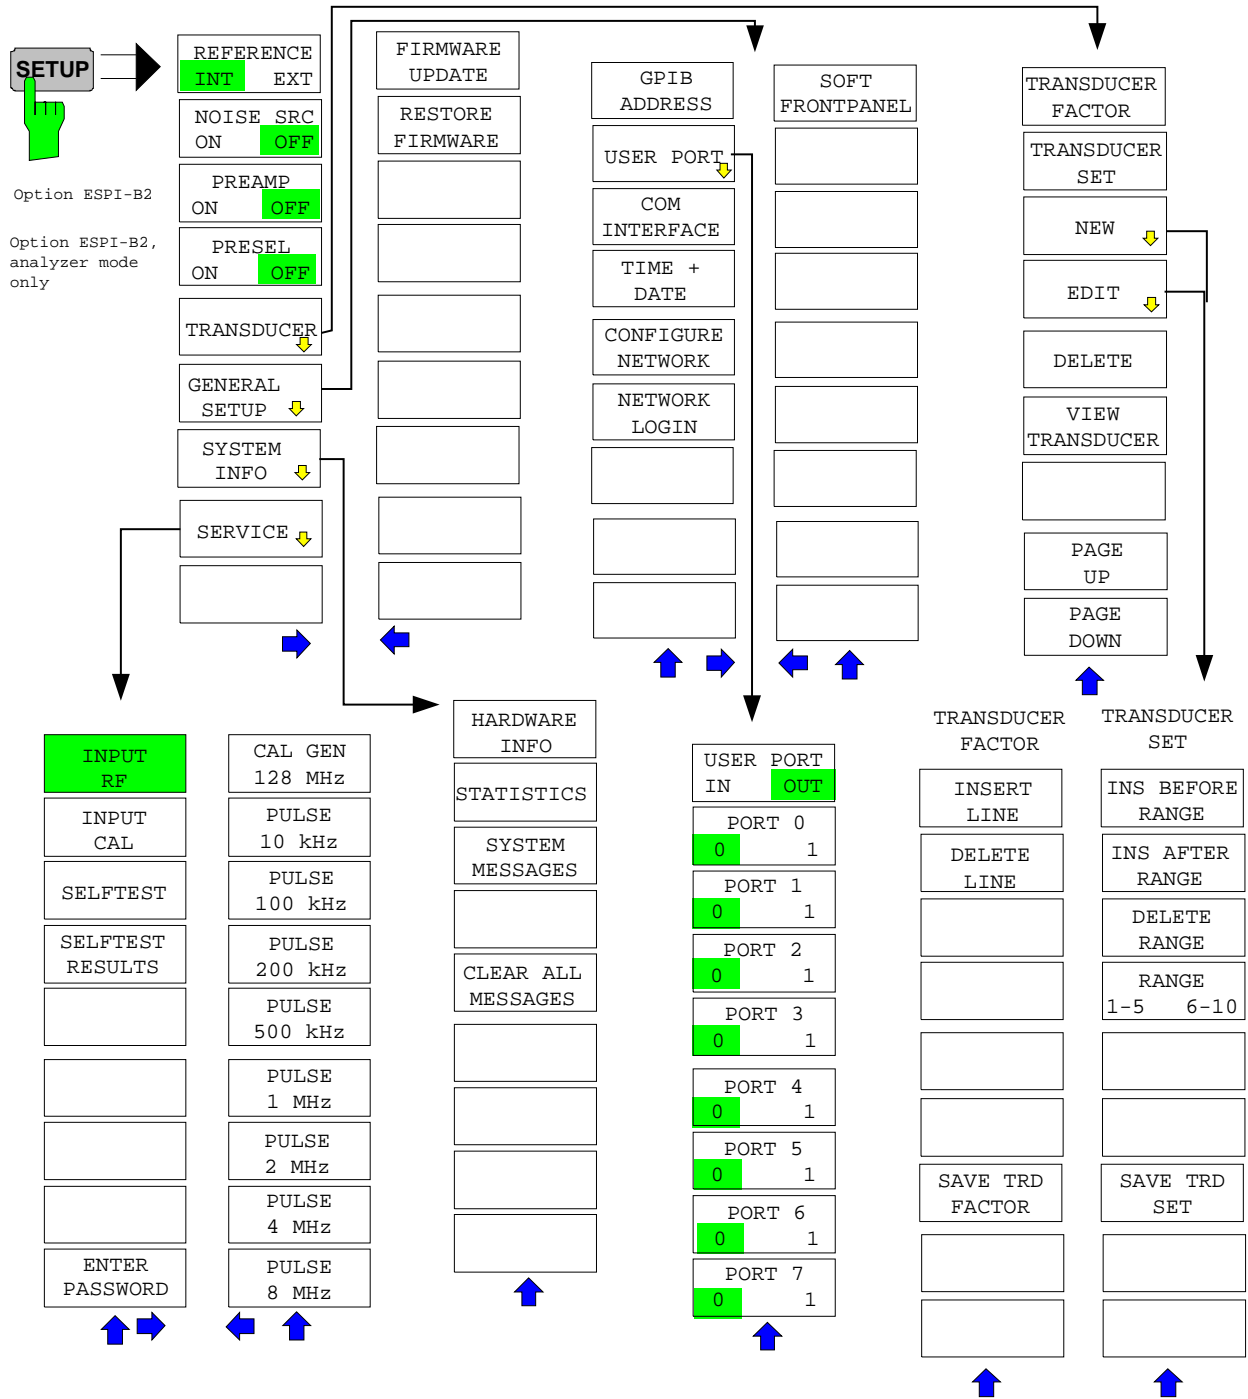 SETUP
Option ESPI-B2
Option ESPI-B2,
analyzer mode
only
REFERENCE
INT EXT
NOISE SRC
ON OFF
PREAMP
ON OFF
PRESEL
ON OFF
TRANSDUCER
GENERAL
SETUP
SYSTEM
INFO
SERVICE
FIRMWARE
UPDATE
RESTORE
FIRMWARE
GPIB
ADDRESS
USER PORT
COM
INTERFACE
TIME +
DATE
CONFIGURE
NETWORK
NETWORK
LOGIN
SOFT
FRONTPANEL
TRANSDUCER
FACTOR
TRANSDUCER
SET
NEW
EDIT
DELETE
VIEW
TRANSDUCER
PAGE
UP
PAGE
DOWN
INPUT
RF
INPUT
CAL
SELFTEST
SELFTEST
RESULTS
ENTER
PASSWORD
CAL GEN
128 MHz
PULSE
10 kHz
PULSE
100 kHz
PULSE
200 kHz
PULSE
500 kHz
PULSE
1 MHz
PULSE
2 MHz
PULSE
4 MHz
PULSE
8 MHz
HARDWARE
INFO
STATISTICS
SYSTEM
MESSAGES
CLEAR ALL
MESSAGES
USER PORT
IN OUT
PORT 0
0 1
PORT 1
0 1
PORT 2
0 1
PORT 3
0 1
PORT 4
0 1
PORT 5
0 1
PORT 6
0 1
PORT 7
0 1
TRANSDUCER
FACTOR
INSERT
LINE
DELETE
LINE
SAVE TRD
FACTOR
TRANSDUCER
SET
INS BEFORE
RANGE
INS AFTER
RANGE
DELETE
RANGE
RANGE
1-5 6-10
SAVE TRD
SET